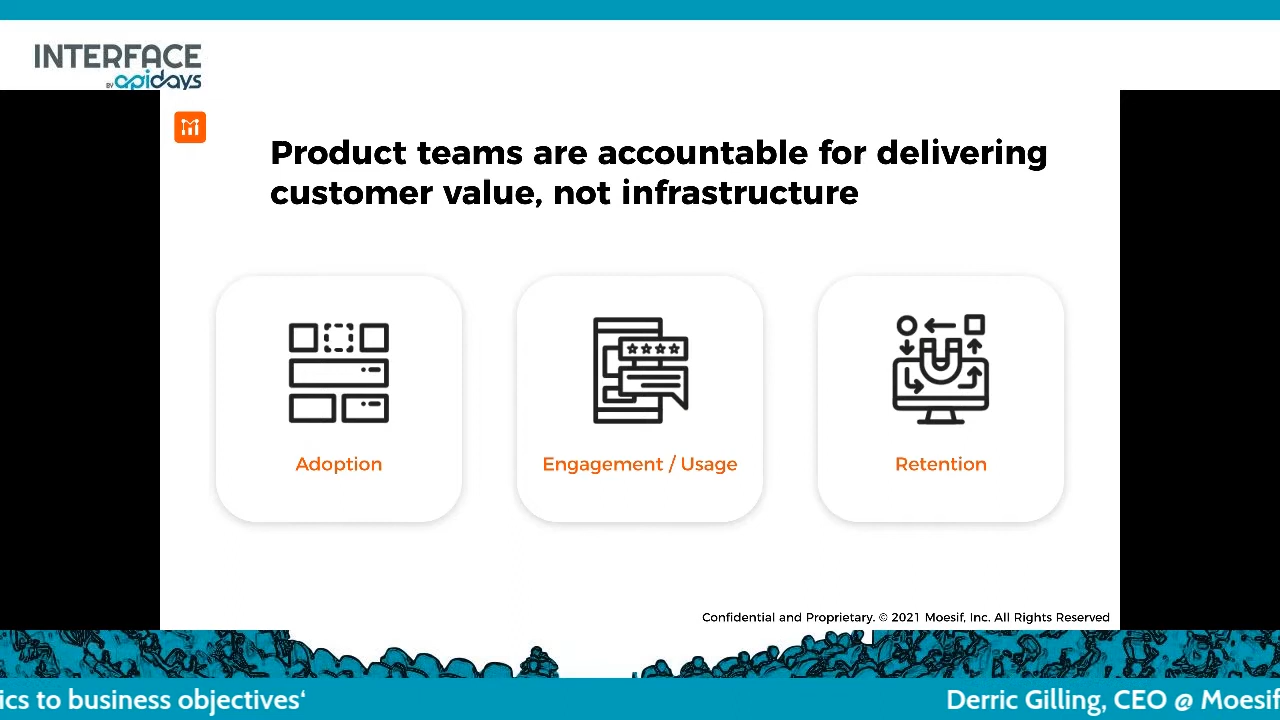 INTERFACE
BY apidays
Product teams are accountable for delivering
customer value, not infrastructure
Adoption
Engagement / Usage
Retention
Confidential and Proprietary. © 2021 Moesif, Inc. All Rights Reserved
ics to business objectives‘
Derric Gilling, CEO @ Moesif